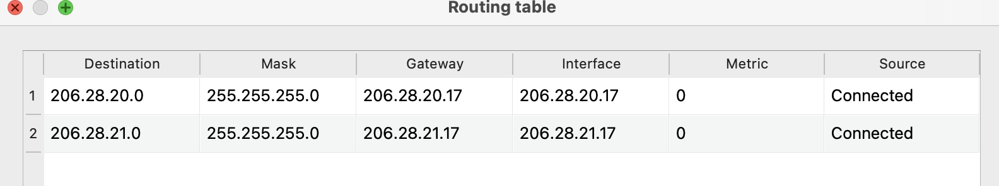 Routing table
Destination Mask Gateway Interface Metric Source
1 206.28.20.0 255.255.255.0 206.28.20.17 206.28.20.17 0 Connected
2 206.28.21.0 255.255.255.0 206.28.21.17 206.28.21.17 0 Connected